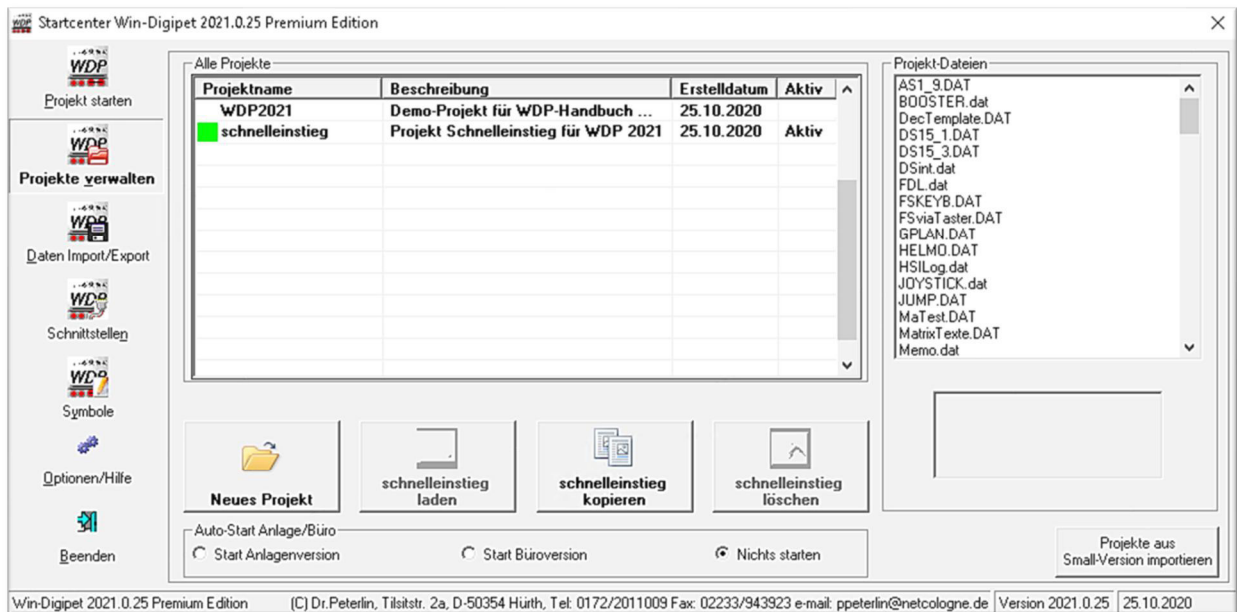 Startcenter Win-Digipet 2021.0.25 Premium Edition
WDP
Projekt starten
WDP
Projekte verwalten
WDP
Daten Import/Export
WDP
Schnittstellen
WDP
Symbole
Optionen/Hilfe
Beenden
Alle Projekte
Projektname Beschreibung Erstelldatum Aktiv
WDP2021 Demo-Projekt für WDP-Handbuch ... 25.10.2020
schnelleinstieg Projekt Schnelleinstieg für WDP 2021 25.10.2020 Aktiv
Projekt-Dateien
AS1_9.DAT
BOOSTER.dat
DecTemplate.DAT
DS15_1.DAT
DS15_3.DAT
DSint.dat
FDL.dat
FSKEYB.DAT
FSviaTaster.DAT
GPLAN.DAT
HELMO.DAT
HSILog.dat
JOYSTICK.dat
JUMP.DAT
MaTest.DAT
MatrixTexte.DAT
Memo.dat
Neues Projekt
schnelleinstieg
laden
schnelleinstieg
kopieren
schnelleinstieg
löschen
Auto-Start Anlage/Büro
Start Anlagenversion
Start Büroversion
Nichts starten
Projekte aus
Small-Version importieren
Win-Digipet 2021.0.25 Premium Edition (C) Dr.Peterlin, Tilsitstr. 2a, D-50354 Hürth, Tel: 0172/2011009 Fax: 02233/943923 e-mail: ppeterlin@netcologne.de Version 2021.0.25 25.10.2020